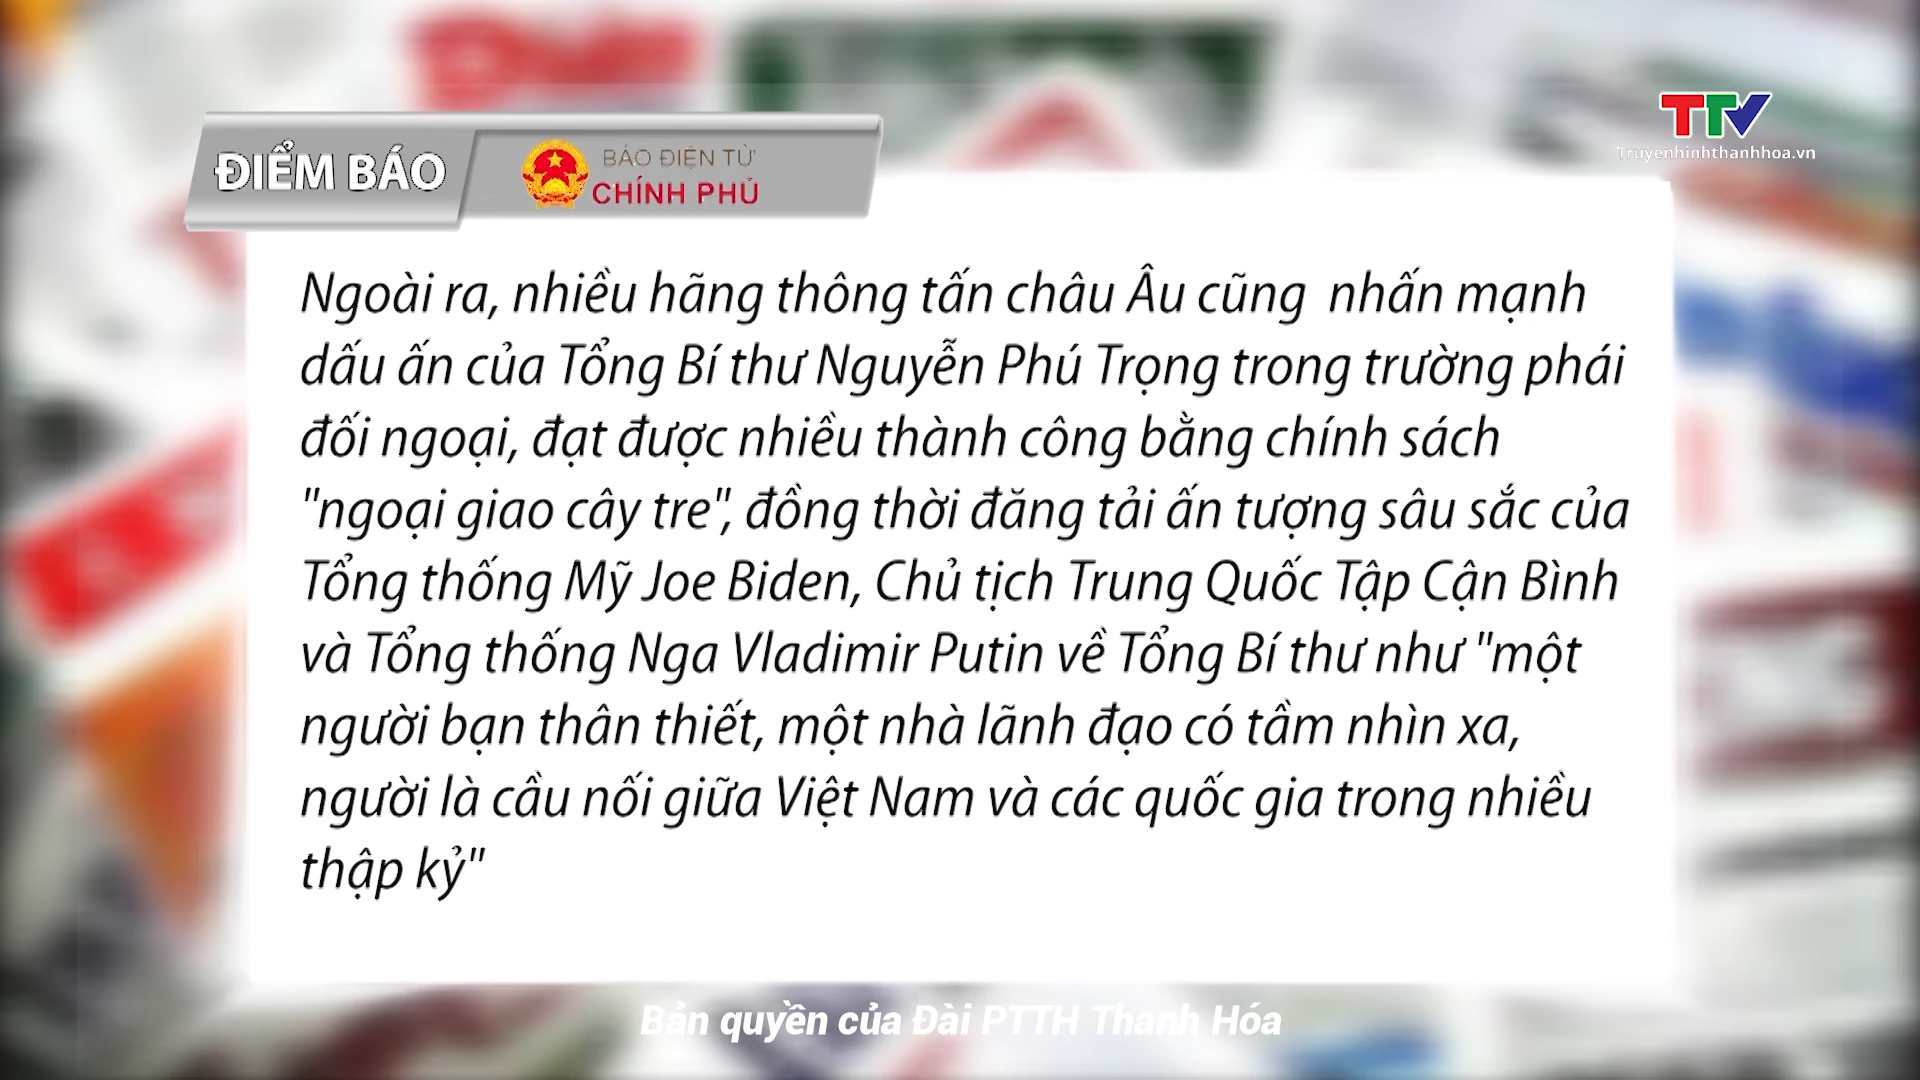 TTV
Truyenhinhthanhhoa.vn
ĐIỂM BÁO
BÁO ĐIỆN TỬ
CHÍNH PHỦ
Ngoài ra, nhiều hãng thông tấn châu Âu cũng nhấn mạnh
dấu ấn của Tổng Bí thư Nguyễn Phú Trọng trong trường phái
đối ngoại, đạt được nhiều thành công bằng chính sách
"ngoại giao cây tre", đồng thời đăng tải ấn tượng sâu sắc của
Tổng thống Mỹ Joe Biden, Chủ tịch Trung Quốc Tập Cận Bình
và Tổng thống Nga Vladimir Putin về Tổng Bí thư như "một
người bạn thân thiết, một nhà lãnh đạo có tầm nhìn xa,
người là cầu nối giữa Việt Nam và các quốc gia trong nhiều
thập kỷ"
Bản quyền của Đài PTTH Thanh Hóa